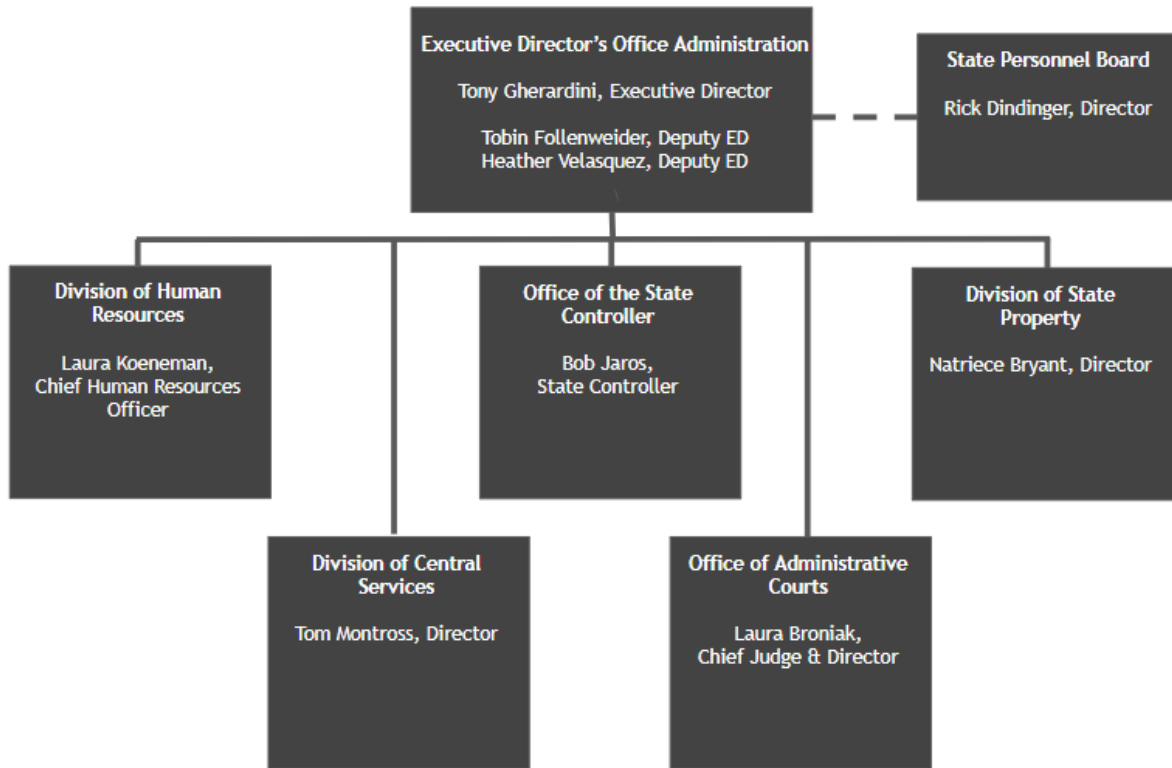 Executive Director's Office Administration
Tony Gherardini, Executive Director
Tobin Follenweider, Deputy ED
Heather Velasquez, Deputy ED
State Personnel Board
Rick Dindinger, Director
Division of Human
Resources
Laura Koeneman,
Chief Human Resources
Officer
Office of the State
Controller
Bob Jaros,
State Controller
Division of State
Property
Natriece Bryant, Director
Division of Central
Services
Tom Montross, Director
Office of Administrative
Courts
Laura Broniak,
Chief Judge & Director